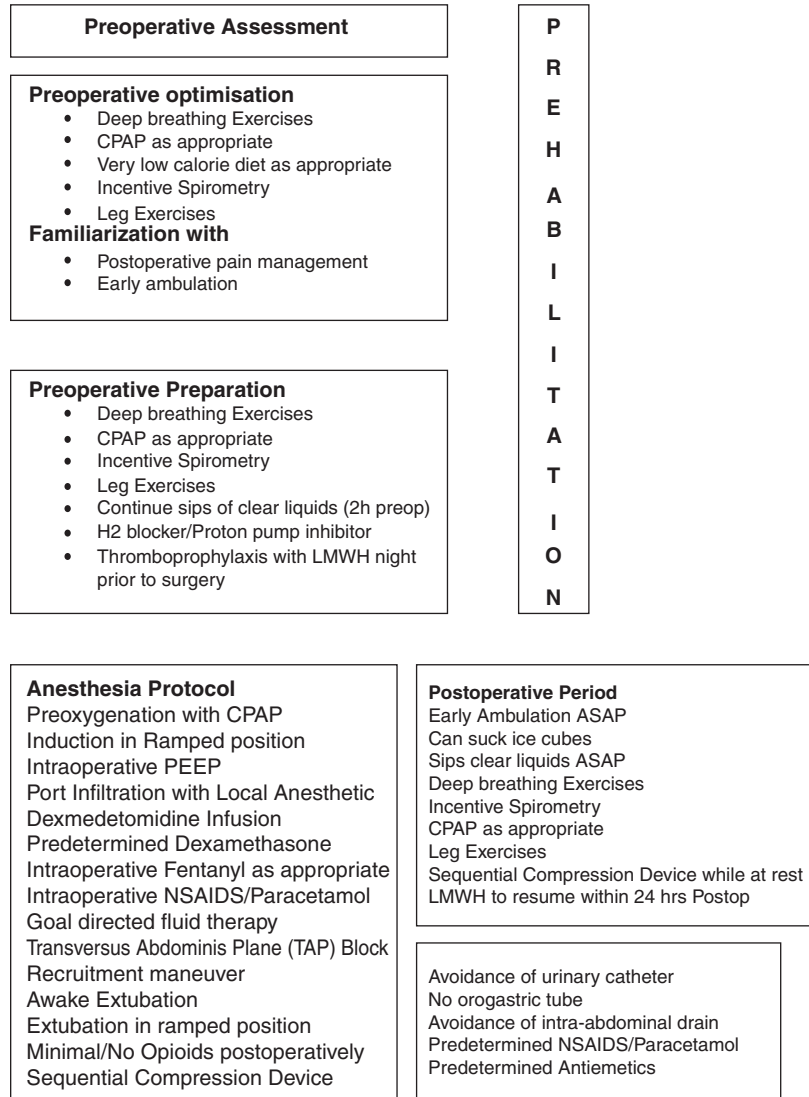 Preoperative Assessment
Preoperative optimisation
• Deep breathing Exercises
• CPAP as appropriate
• Very low calorie diet as appropriate
• Incentive Spirometry
• Leg Exercises
Familiarization with
• Postoperative pain management
• Early ambulation
Preoperative Preparation
• Deep breathing Exercises
• CPAP as appropriate
• Incentive Spirometry
• Leg Exercises
• Continue sips of clear liquids (2h preop)
• H2 blocker/Proton pump inhibitor
• Thromboprophylaxis with LMWH night
prior to surgery
P
R
E
H
A
B
I
L
I
T
A
T
I
O
N
Anesthesia Protocol
Preoxygenation with CPAP
Induction in Ramped position
Intraoperative PEEP
Port Infiltration with Local Anesthetic
Dexmedetomidine Infusion
Predetermined Dexamethasone
Intraoperative Fentanyl as appropriate
Intraoperative NSAIDS/Paracetamol
Goal directed fluid therapy
Transversus Abdominis Plane (TAP) Block
Recruitment maneuver
Awake Extubation
Extubation in ramped position
Minimal/No Opioids postoperatively
Sequential Compression Device
Postoperative Period
Early Ambulation ASAP
Can suck ice cubes
Sips clear liquids ASAP
Deep breathing Exercises
Incentive Spirometry
CPAP as appropriate
Leg Exercises
Sequential Compression Device while at rest
LMWH to resume within 24 hrs Postop
Avoidance of urinary catheter
No orogastric tube
Avoidance of intra-abdominal drain
Predetermined NSAIDS/Paracetamol
Predetermined Antiemetics